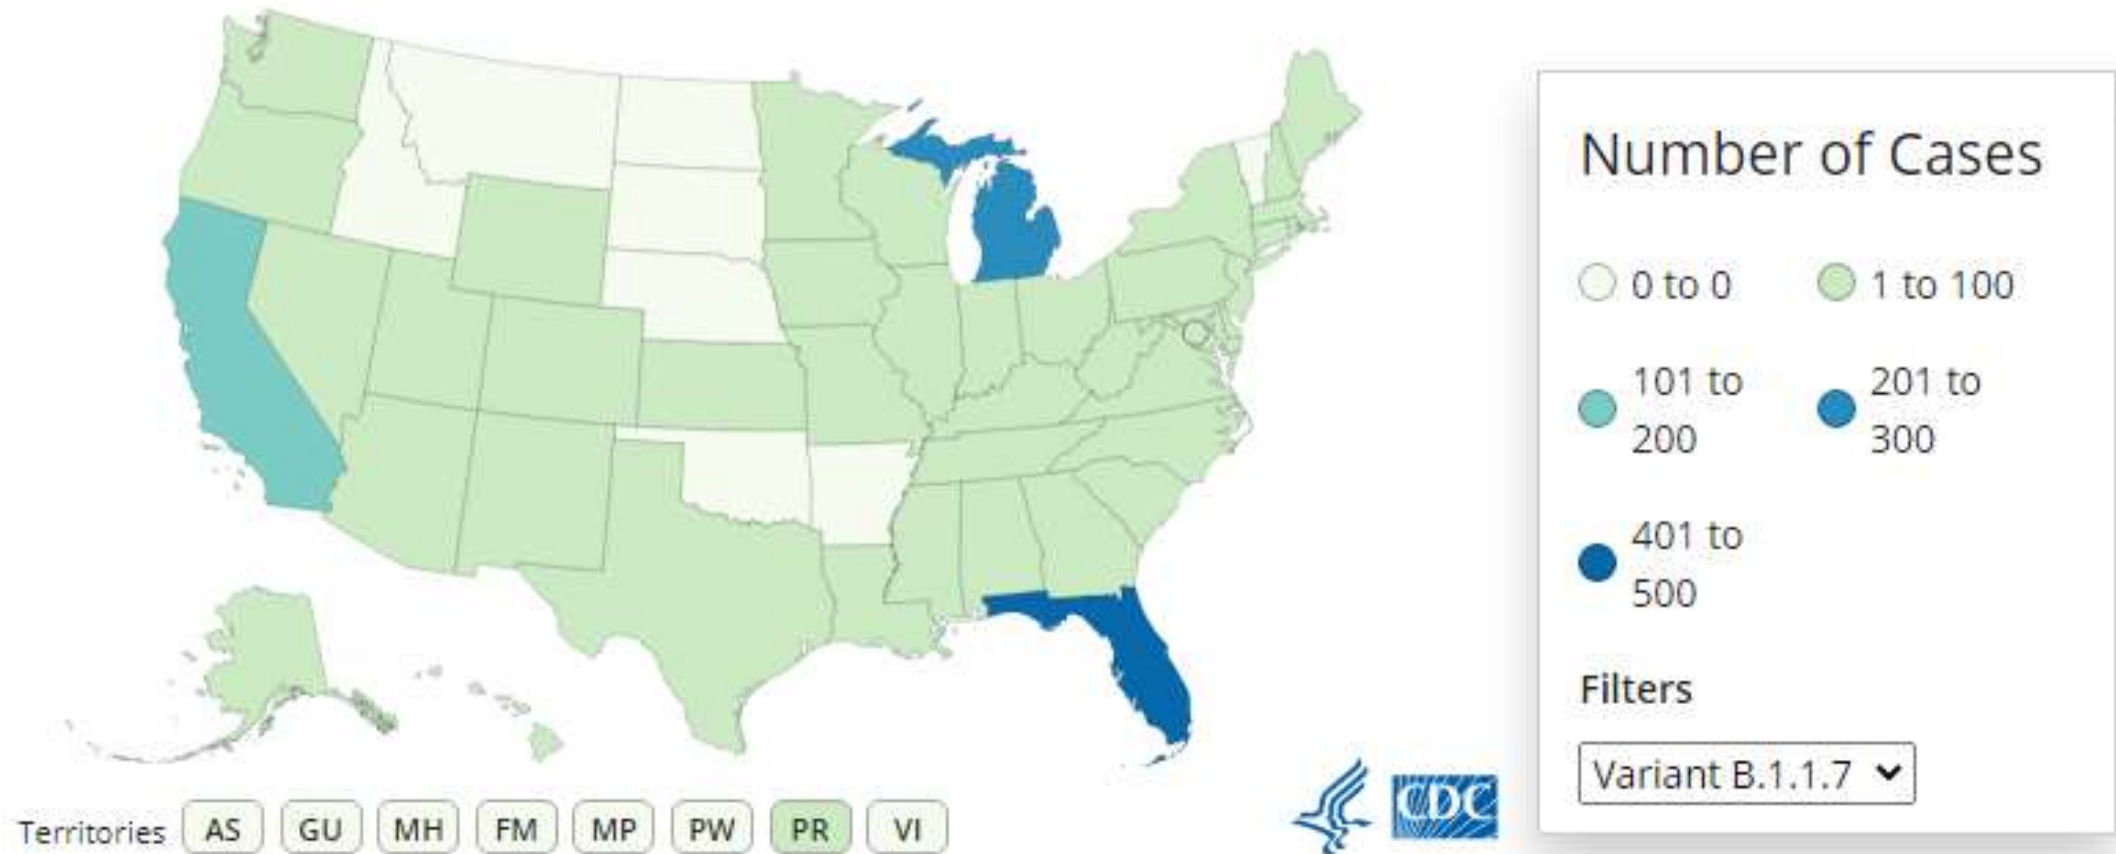 Number of Cases
0 to 0
1 to 100
101 to
200
201 to
300
401 to
500
Filters
Variant B.1.1.7
Territories AS GU MH FM MP PW PR VI
CDC